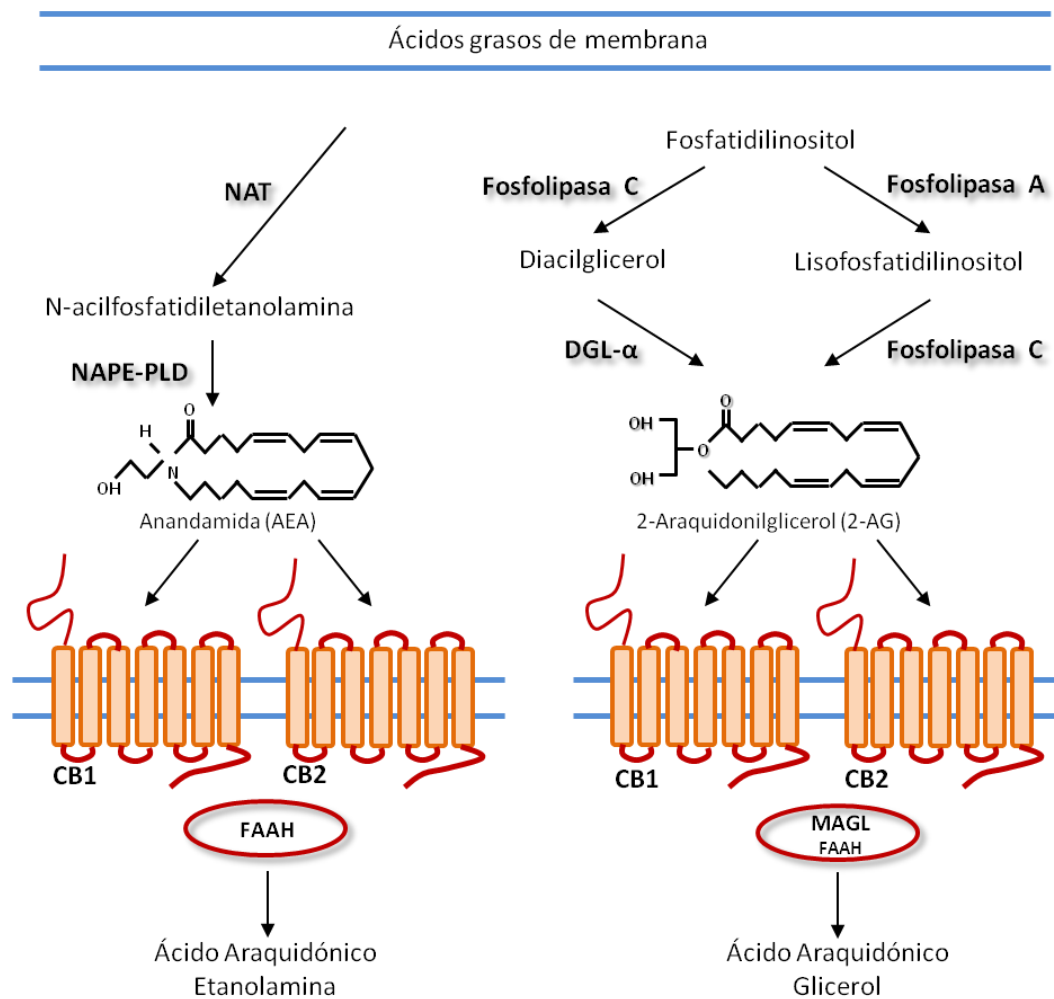 Ácidos grasos de membrana
Fosfatidilinositol
NAT
Fosfolipasa C
Fosfolipasa A
Diacilglicerol
Lisofosfatidilinositol
N-acilfosfatidiletanolamina
NAPE-PLD
DGL-α
Fosfolipasa C
O
H
N
OH
Anandamida (AEA)
O
OH
O
OH
2-Araquidonilglicerol (2-AG)
CB1
CB2
CB1
CB2
FAAH
MAGL
FAAH
Ácido Araquidónico
Etanolamina
Ácido Araquidónico
Glicerol